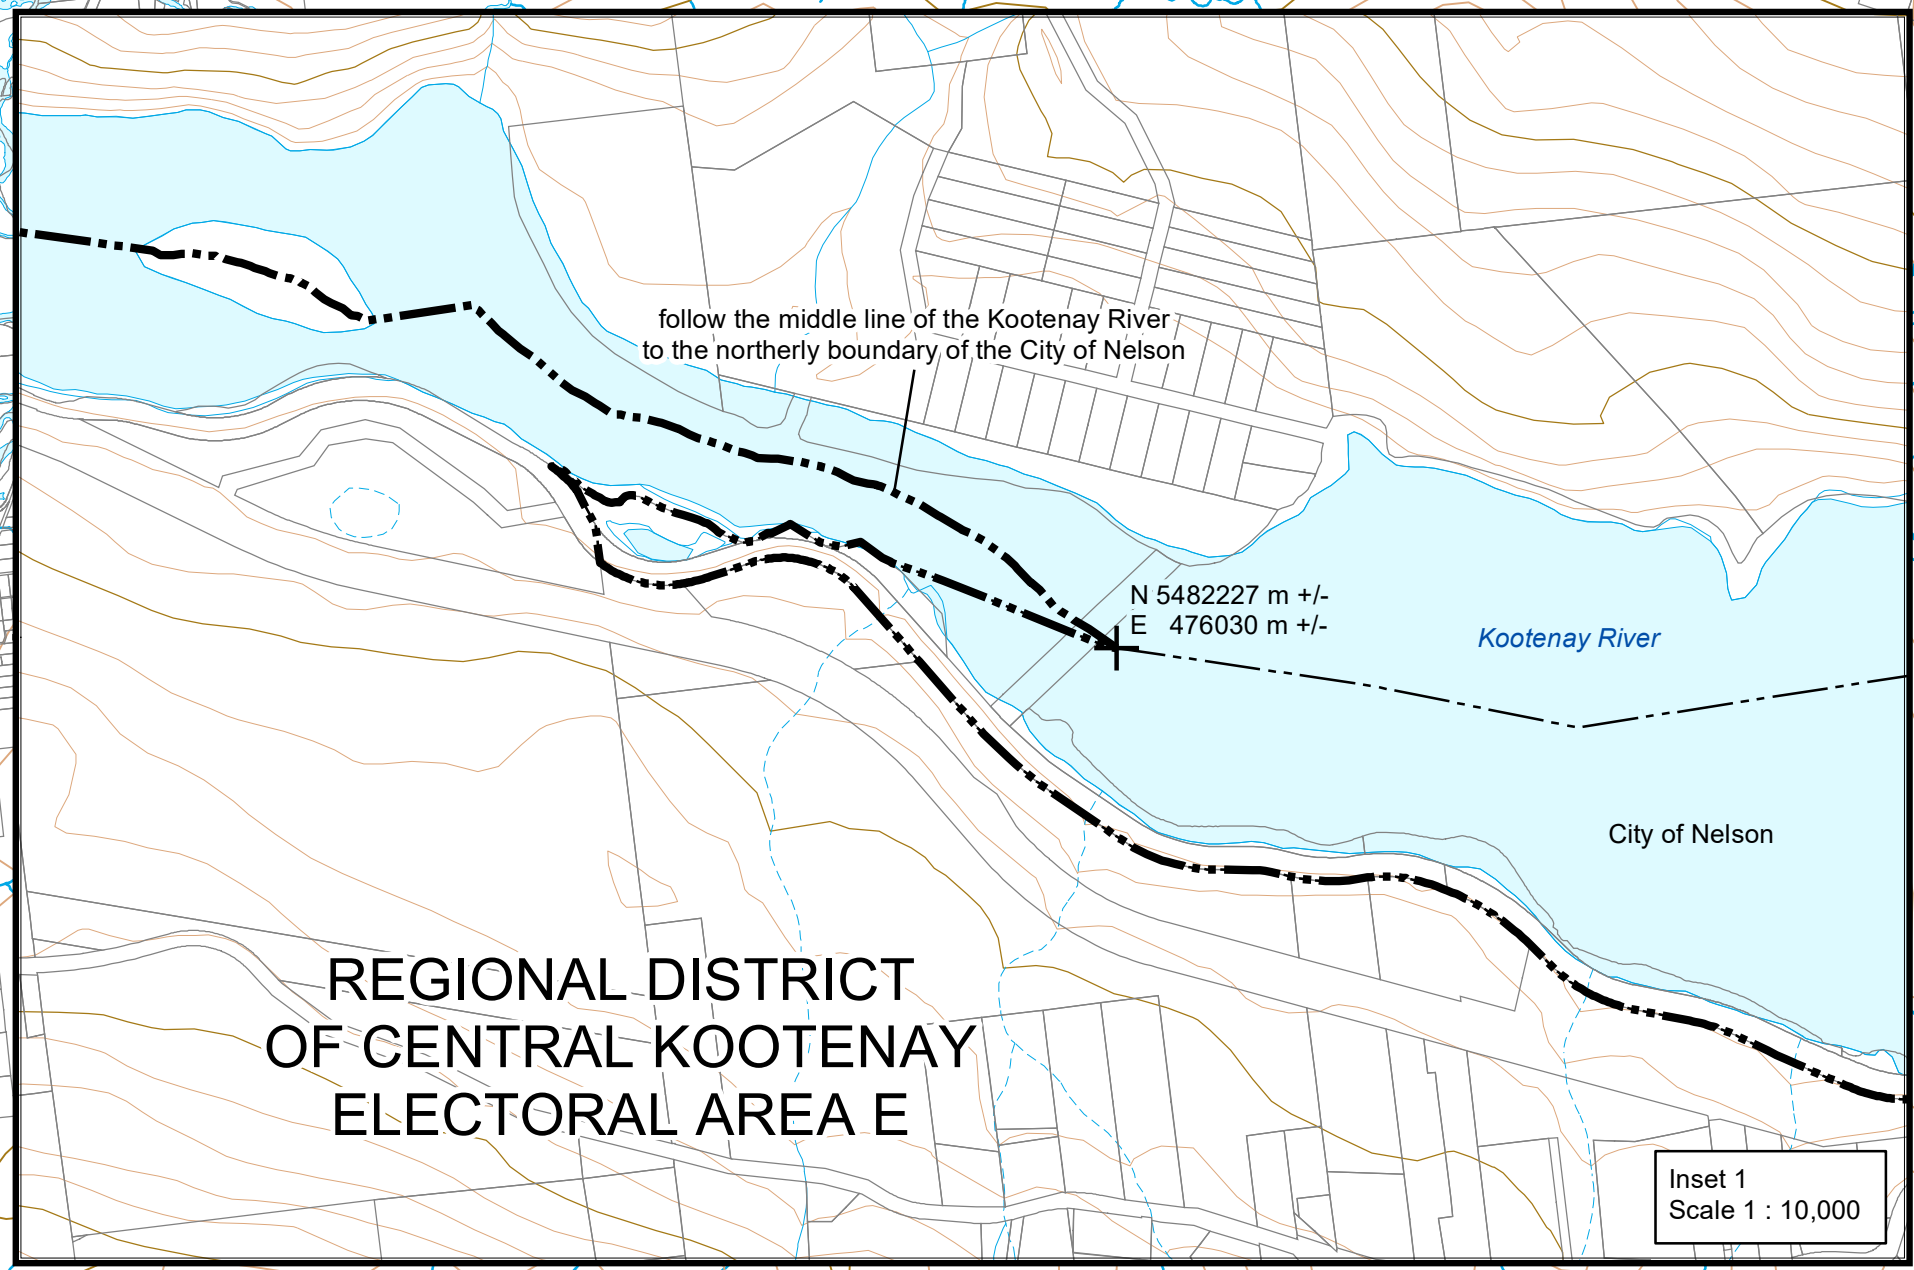 follow the middle line of the Kootenay River
to the northerly boundary of the City of Nelson
N 5482227 m +/-
E 476030 m +/-
Kootenay River
City of Nelson
REGIONAL DISTRICT
OF CENTRAL KOOTENAY
ELECTORAL AREA E
Inset 1
Scale 1 : 10,000